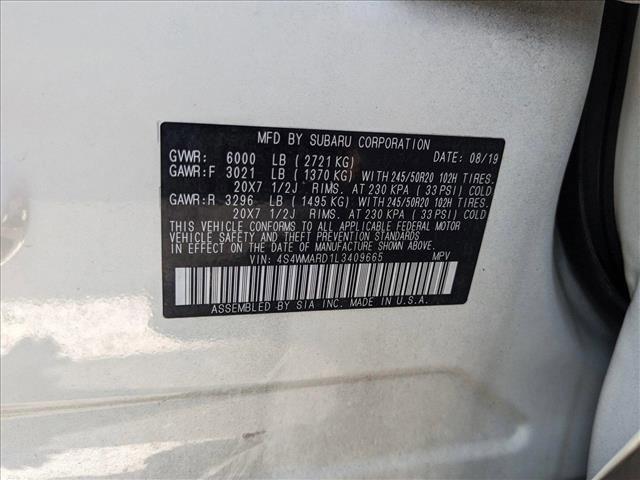 MFD BY SUBARU CORPORATION
GVWR: 6000 LB ( 2721 KG) DATE: 08/19
GAWR:F 3021 LB ( 1370 KG) WITH 245/50R20 102H TIRES.
20X7 1/2J RIMS. AT 230 KPA ( 33 PSI) COLD
GAWR:R 3296 LB ( 1495 KG) WITH 245/50R20 102H TIRES.
20X7 1/2J RIMS. AT 230 KPA ( 33 PSI) COLD
THIS VEHICLE CONFORMS TO ALL APPLICABLE FEDERAL MOTOR
VEHICLE SAFETY AND THEFT PREVENTION STANDARDS
IN EFFECT ON THE DATE OF MANUFACTURE SHOWN ABOVE.
VIN: 4S4WMARD1L3409665 MPV
ASSEMBLED BY SIA INC. MADE IN U.S.A.